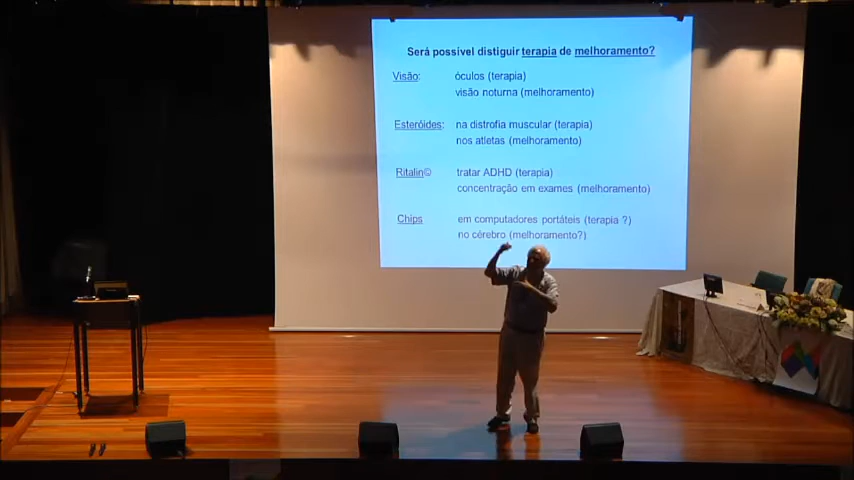 Será possível distiguir terapia de melhoramento?
Visão: óculos (terapia)
visão noturna (melhoramento)
Esteróides: na distrofia muscular (terapia)
nos atletas (melhoramento)
Ritalin© tratar ADHD (terapia)
concentração em exames (melhoramento)
Chips em computadores portáteis (terapia ?)
no cérebro (melhoramento?)